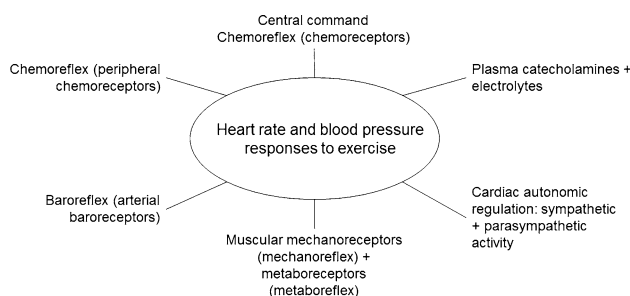 Central command
Chemoreflex (chemoreceptors)
Chemoreflex (peripheral
chemoreceptors)
Plasma catecholamines +
electrolytes
Heart rate and blood pressure
responses to exercise
Baroreflex (arterial
baroreceptors)
Cardiac autonomic
regulation: sympathetic
+ parasympathetic
activity
Muscular mechanoreceptors
(mechanoreflex) +
metaboreceptors
(metaboreflex)